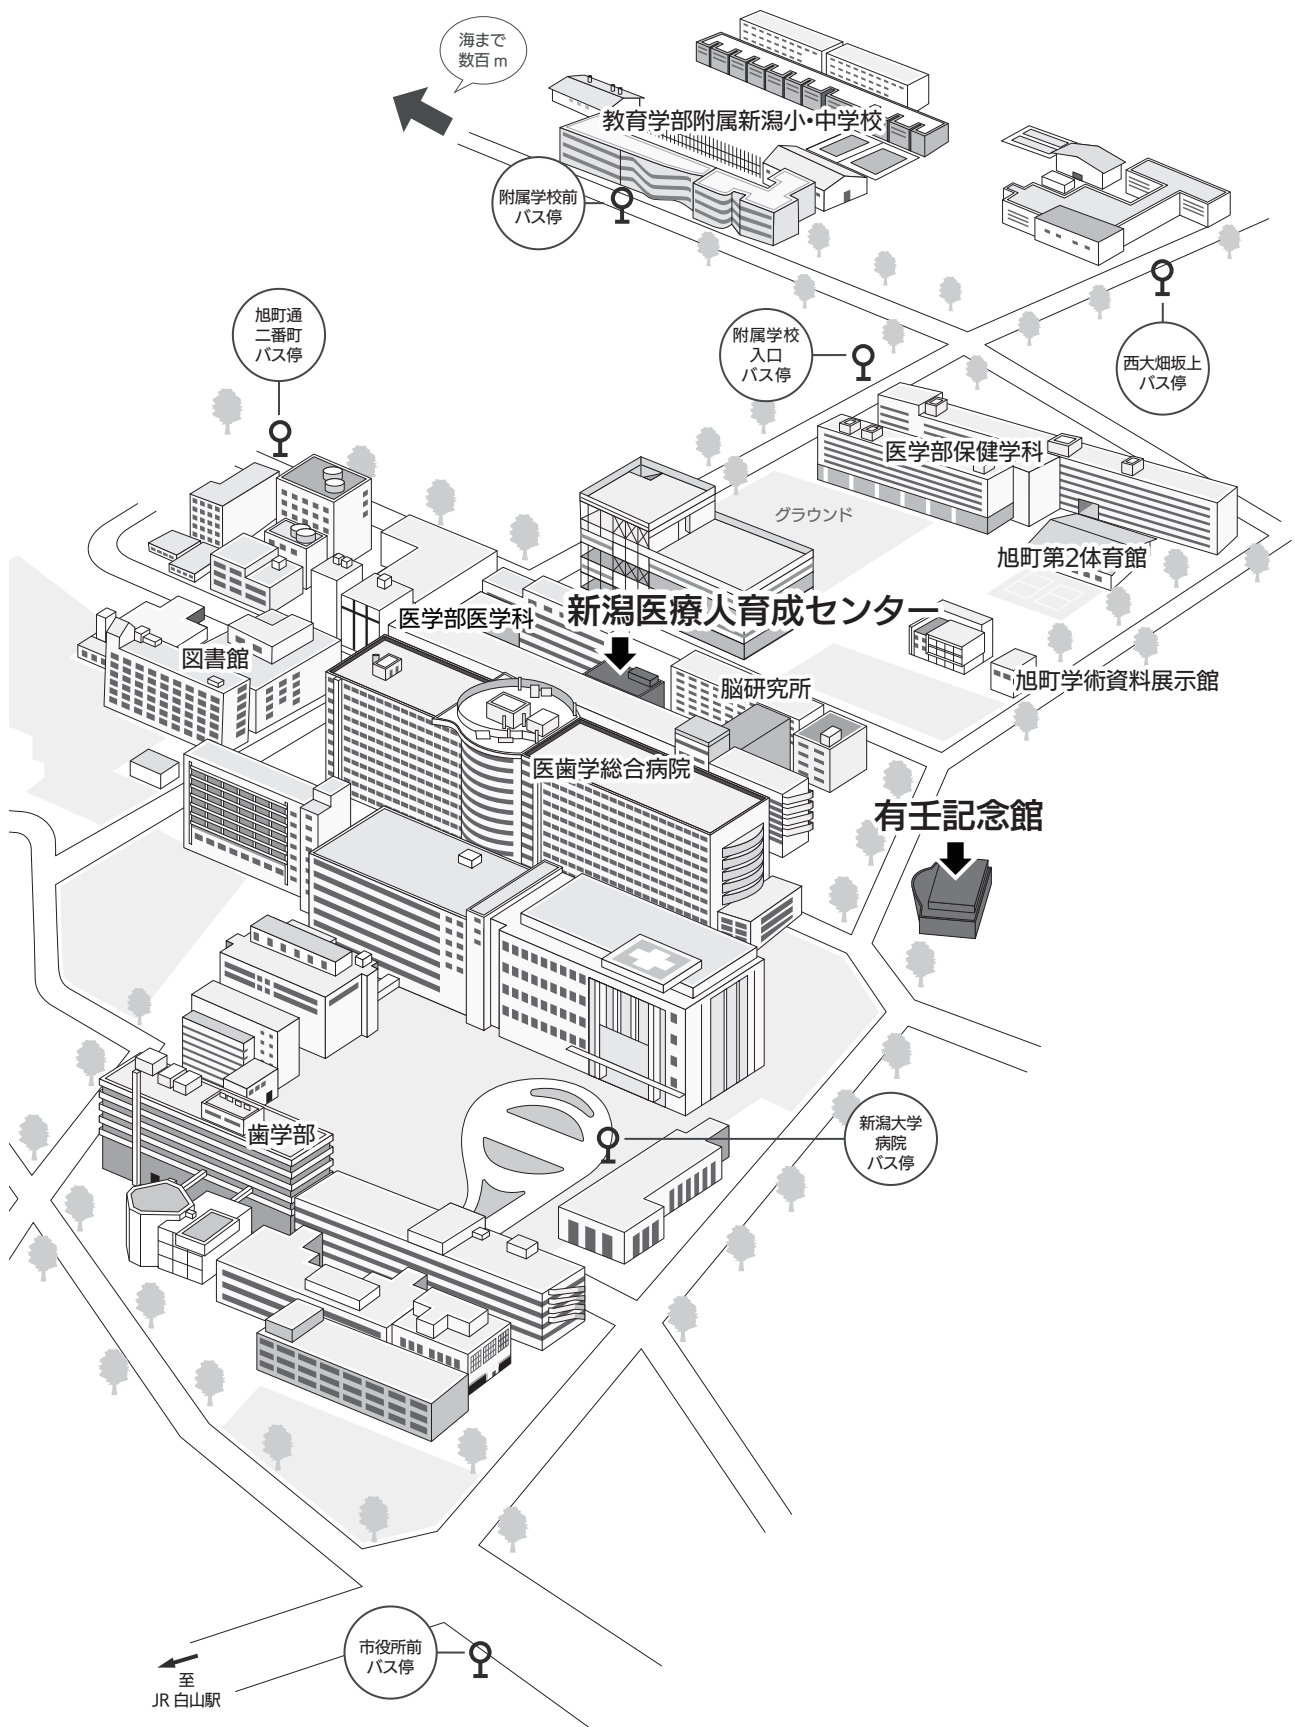 海まで
数百 m
教育学部附属新潟小・中学校
附属学校前
バス停
旭町通
二番町
バス停
附属学校
入口
バス停
西大畑坂上
バス停
医学部保健学科
グラウンド
旭町第2体育館
医学部医学科
新潟医療人育成センター
図書館
脳研究所
旭町学術資料展示館
医歯学総合病院
有壬記念館
歯学部
新潟大学
病院
バス停
市役所前
バス停
至
JR 白山駅